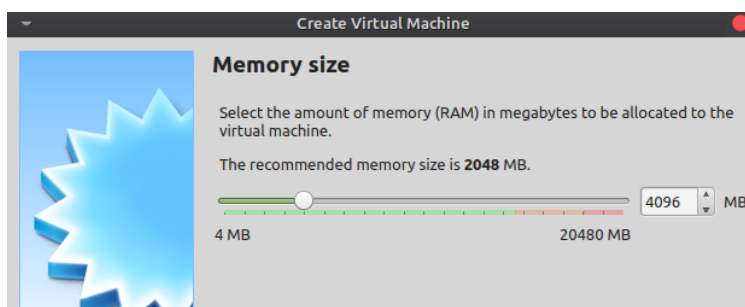 Create Virtual Machine
Memory size
Select the amount of memory (RAM) in megabytes to be allocated to the
virtual machine.
The recommended memory size is 2048 MB.
4096 MB
4 MB 20480 MB